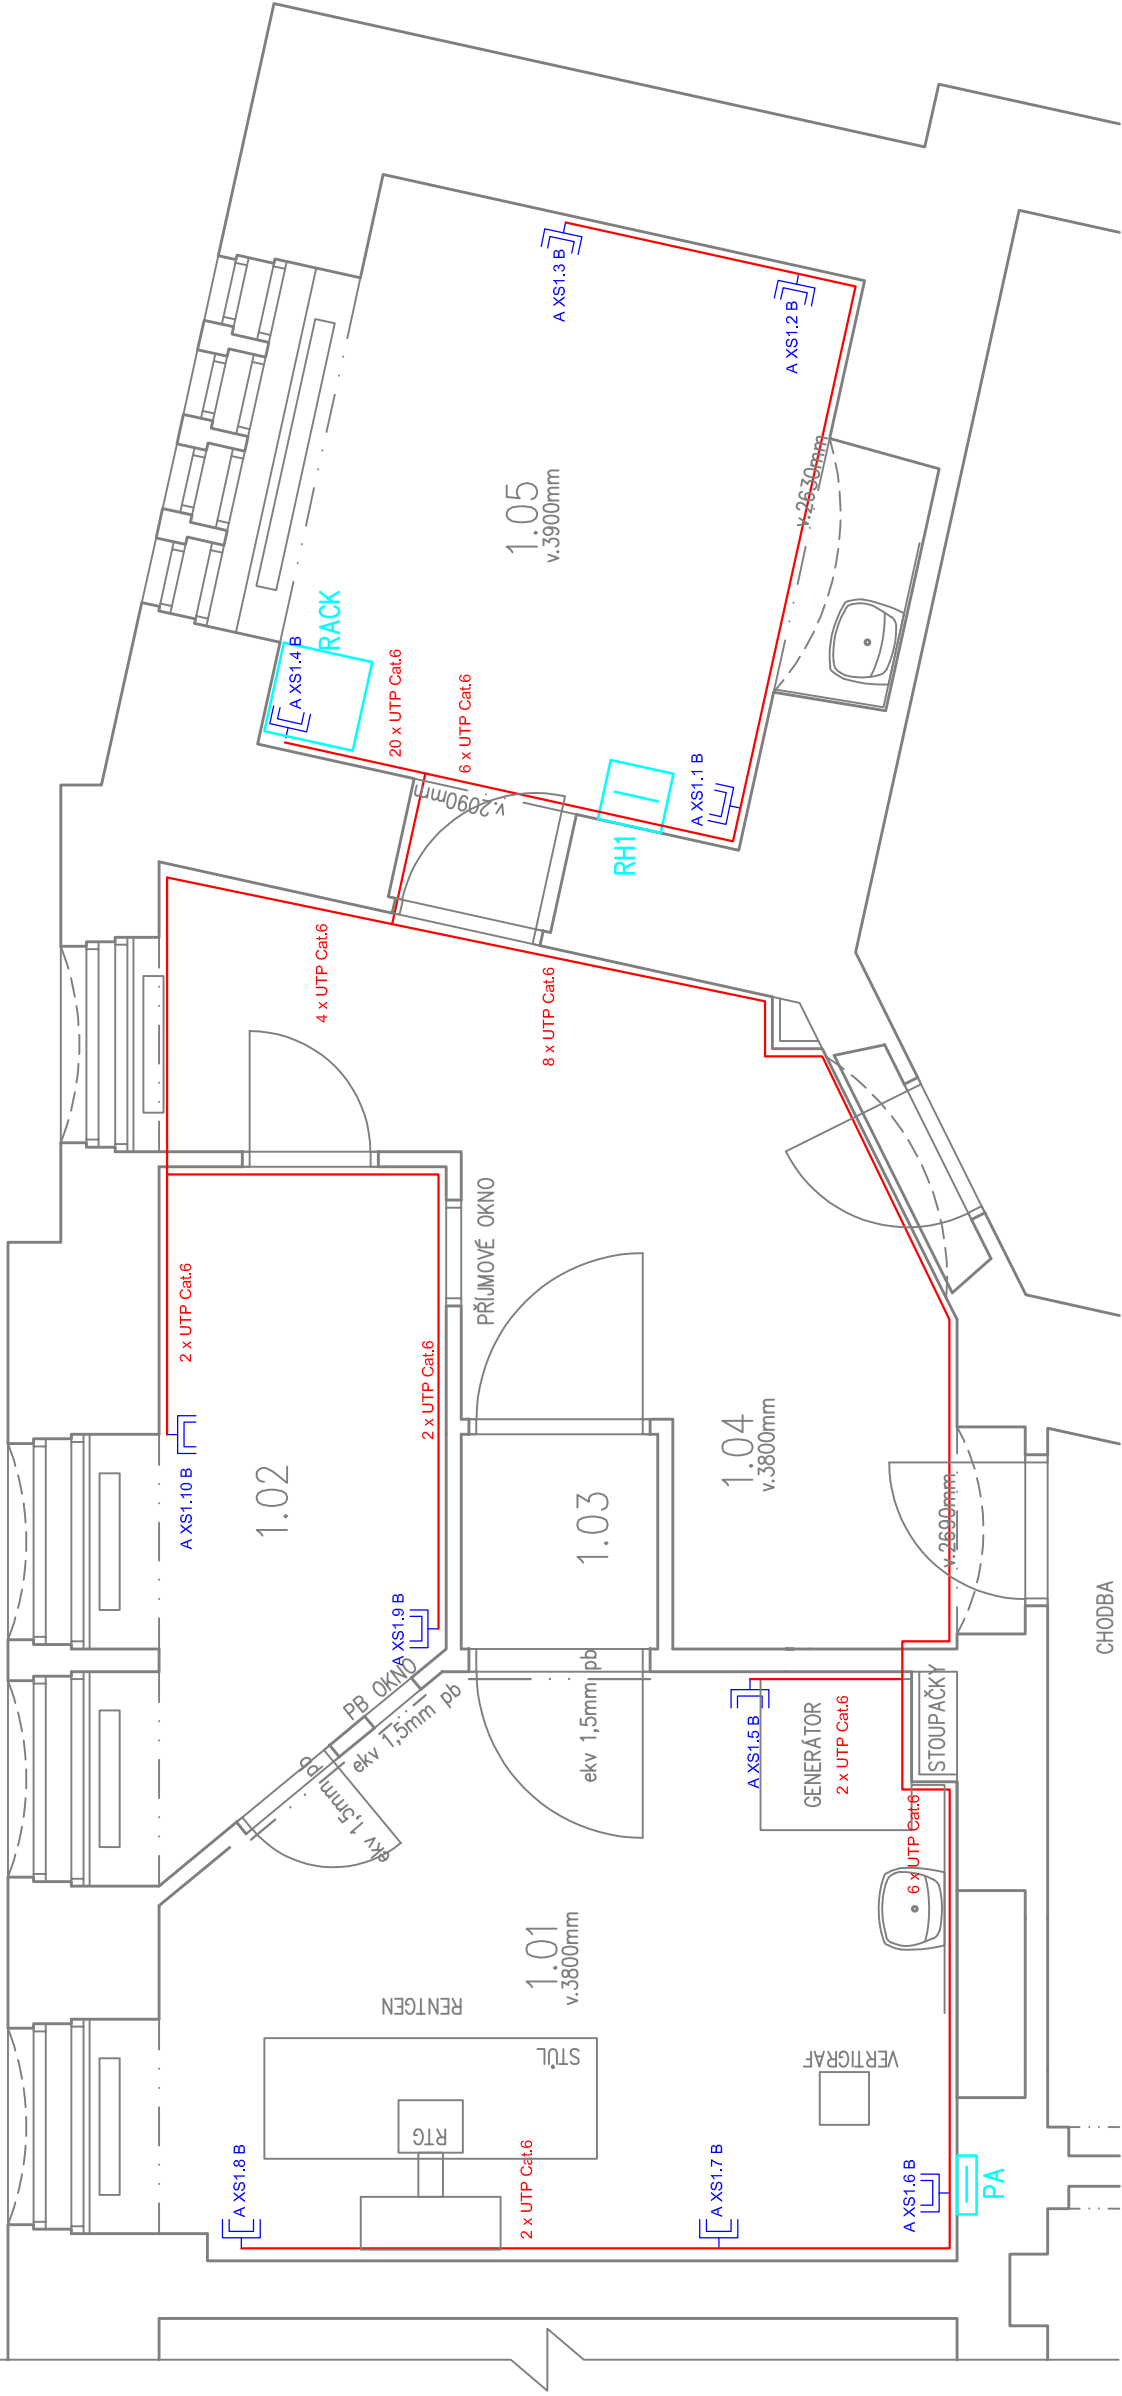 A XS1.3 B
A XS1.2 B
1.05
v.3900mm
v.2630mm
RACK
A XS1.4 B
20 x UTP Cat.6
6 x UTP Cat.6
v.2090mm
A XS1.1 B
RH1
4 x UTP Cat.6
8 x UTP Cat.6
PŘÍJMOVÉ OKNO
2 x UTP Cat.6
2 x UTP Cat.6
A XS1.10 B
1.02
1.03
1.04
v.3800mm
v.2690mm
A XS1.9 B
CHODBA
PB OKNO
ekv 1,5mm pb
ekv 1,5mm pb
ekv 1,5mm pb
A XS1.5 B
GENERÁTOR
2 x UTP Cat.6
STOUPAČKY
6 x UTP Cat.6
1.01
v.3800mm
RENTGEN
STŮL
VERTIGRAF
RTG
A XS1.8 B
2 x UTP Cat.6
A XS1.7 B
A XS1.6 B
PA